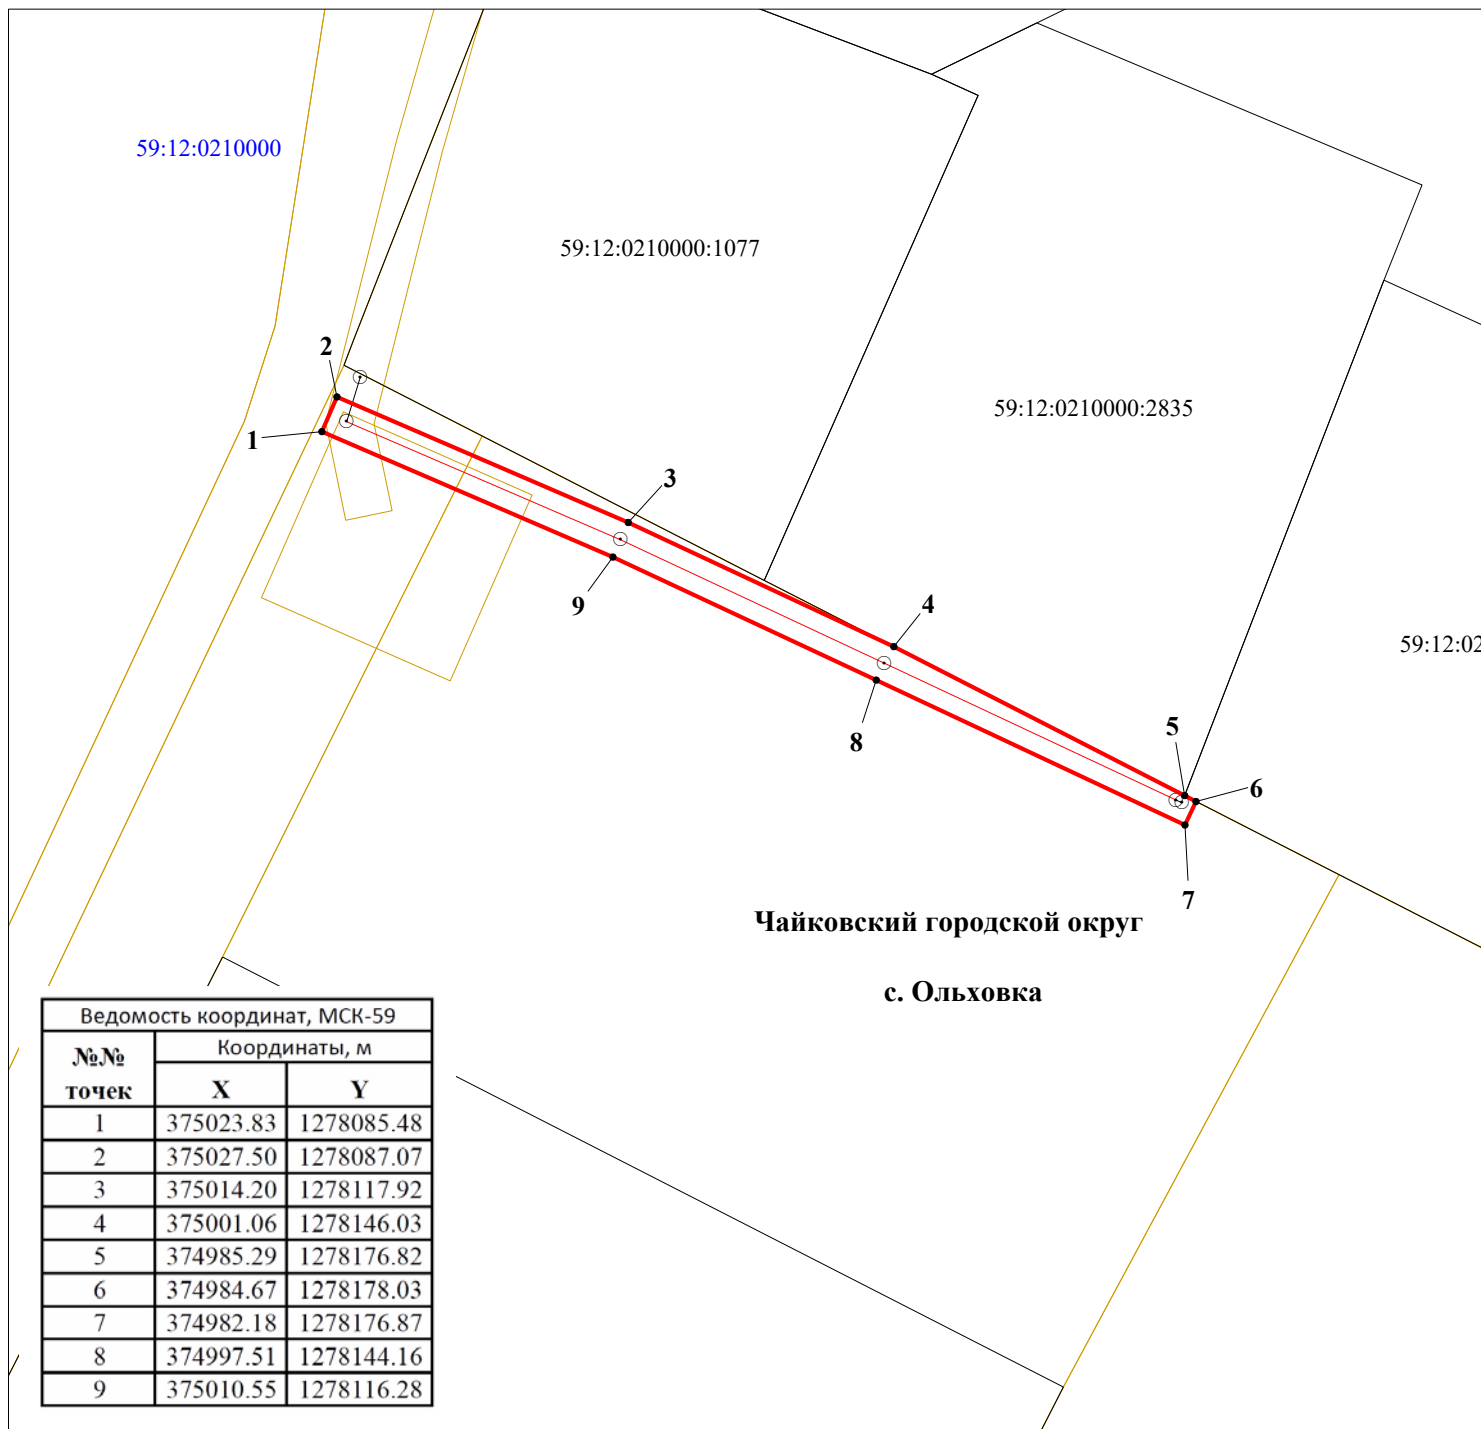 59:12:0210000
59:12:0210000:1077
59:12:0210000:2835
59:12:02
2
1
3
9
4
8
5
6
7
Чайковский городской округ
с. Ольховка
Ведомость координат, МСК-59
№№ точек Координаты, м
X Y
1 375023.83 1278085.48
2 375027.50 1278087.07
3 375014.20 1278117.92
4 375001.06 1278146.03
5 374985.29 1278176.82
6 374984.67 1278178.03
7 374982.18 1278176.87
8 374997.51 1278144.16
9 375010.55 1278116.28